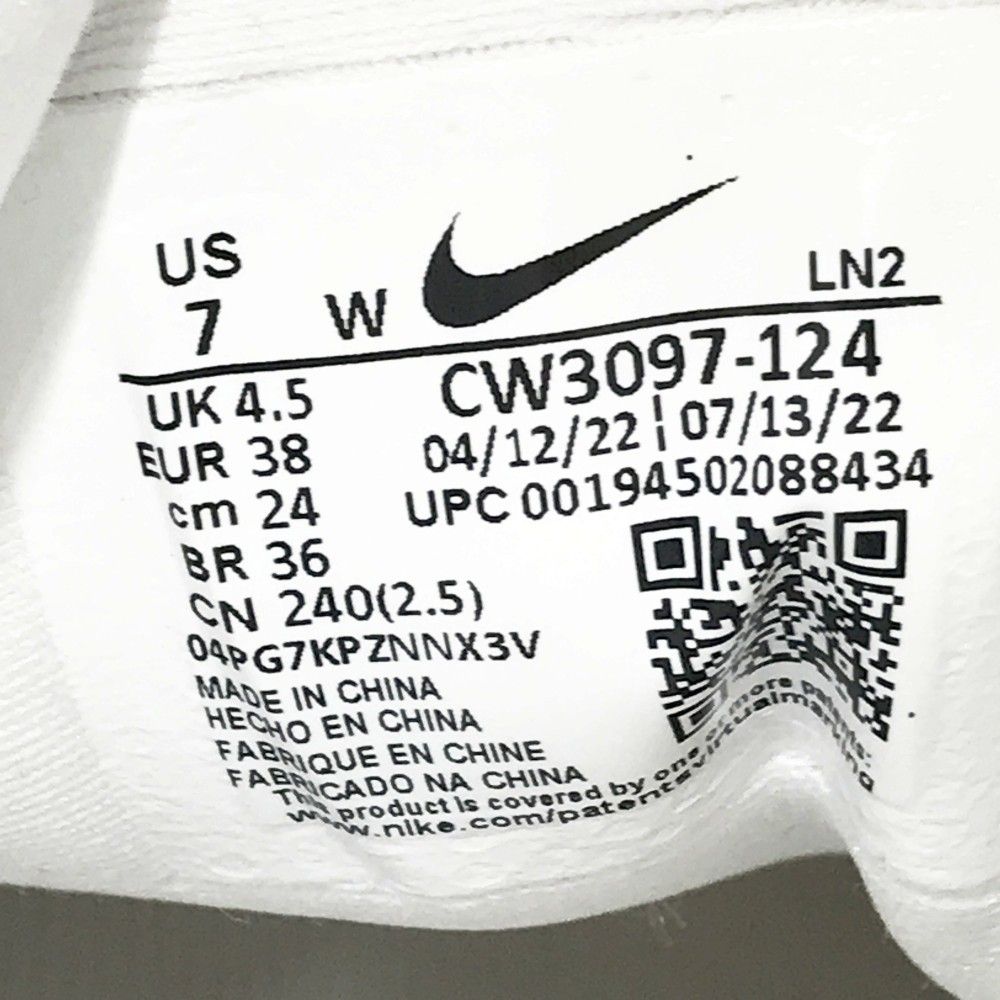 US
7 W
LN2
UK 4.5
EUR 38
cm 24
BR 36
CN 240(2.5)
CW3097-124
04/12/22 ¦ 07/13/22
UPC 00194502088434
04PG7KPZNNX3V
MADE IN CHINA
HECHO EN CHINA
FABRIQUE EN CHINE
FABRICADO NA CHINA
This product is covered by one or more patents:
www.nike.com/patentsvirtualmarking